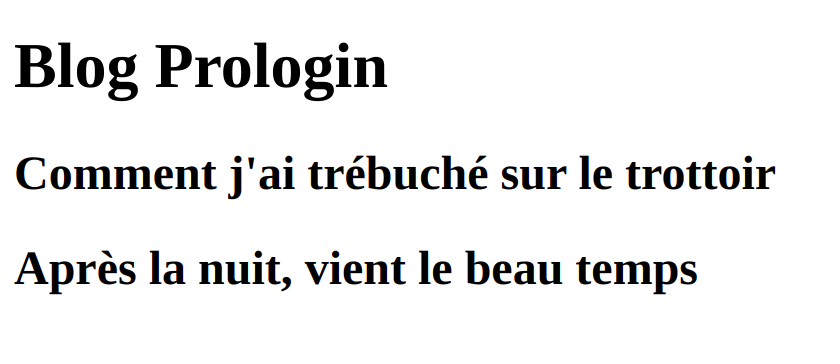 Blog Prologin
Comment j'ai trébuché sur le trottoir
Après la nuit, vient le beau temps